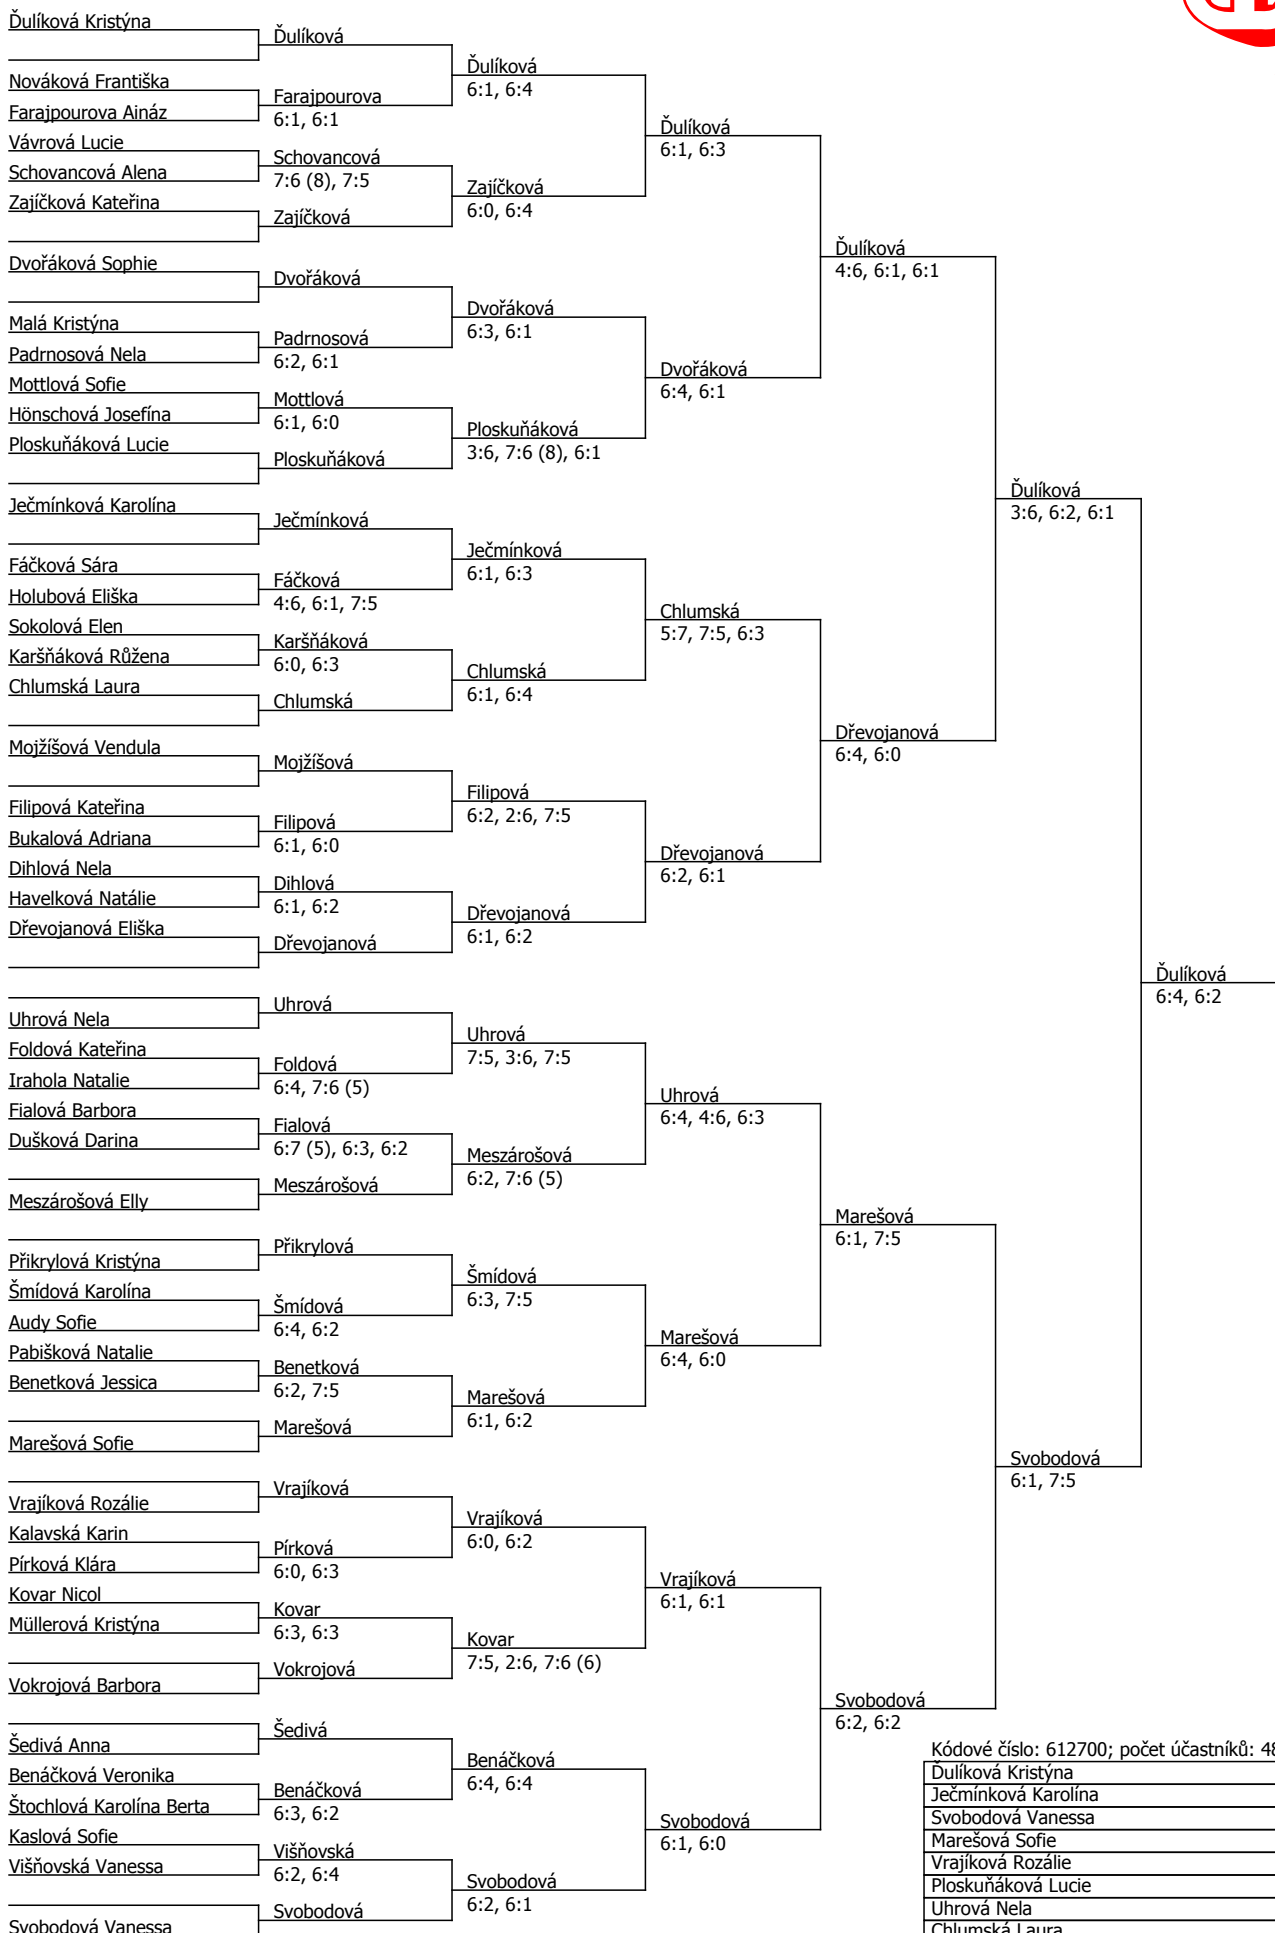 Ďulíková Kristýna
Nováková Františka
Farajpourova Aináz
Vávrová Lucie
Schovancová Alena
Zajíčková Kateřina
Dvořáková Sophie
Malá Kristýna
Padrnosová Nela
Mottlová Sofie
Hönschová Josefína
Ploskuňáková Lucie
Ječmínková Karolína
Fáčková Sára
Holubová Eliška
Sokolová Elen
Karšňáková Růžena
Chlumská Laura
Mojžíšová Vendula
Filipová Kateřina
Bukalová Adriana
Dihlová Nela
Havelková Natálie
Dřevojanová Eliška
Uhrová Nela
Foldová Kateřina
Irahola Natalie
Fialová Barbora
Dušková Darina
Meszárošová Elly
Přikrylová Kristýna
Šmídová Karolína
Audy Sofie
Pabišková Natalie
Benetková Jessica
Marešová Sofie
Vrajíková Rozálie
Kalavská Karin
Pírková Klára
Kovar Nicol
Müllerová Kristýna
Vokrojová Barbora
Šedivá Anna
Benáčková Veronika
Štochlová Karolína Berta
Kaslová Sofie
Višňovská Vanessa
Svobodová Vanessa
Ďulíková
Farajpourova
6:1, 6:1
Schovancová
7:6 (8), 7:5
Zajíčková
Dvořáková
Padrnosová
6:2, 6:1
Mottlová
6:1, 6:0
Ploskuňáková
Ječmínková
Fáčková
4:6, 6:1, 7:5
Karšňáková
6:0, 6:3
Chlumská
Mojžíšová
Filipová
6:1, 6:0
Dihlová
6:1, 6:2
Dřevojanová
Uhrová
Foldová
6:4, 7:6 (5)
Fialová
6:7 (5), 6:3, 6:2
Meszárošová
Přikrylová
Šmídová
6:4, 6:2
Benetková
6:2, 7:5
Marešová
Vrajíková
Pírková
6:0, 6:3
Kovar
6:3, 6:3
Vokrojová
Šedivá
Benáčková
6:3, 6:2
Višňovská
6:2, 6:4
Svobodová
Ďulíková
6:1, 6:4
Zajíčková
6:0, 6:4
Dvořáková
6:3, 6:1
Ploskuňáková
3:6, 7:6 (8), 6:1
Ječmínková
6:1, 6:3
Chlumská
6:1, 6:4
Filipová
6:2, 2:6, 7:5
Dřevojanová
6:1, 6:2
Uhrová
7:5, 3:6, 7:5
Meszárošová
6:2, 7:6 (5)
Šmídová
6:3, 7:5
Marešová
6:1, 6:2
Vrajíková
6:0, 6:2
Kovar
7:5, 2:6, 7:6 (6)
Benáčková
6:4, 6:4
Svobodová
6:2, 6:1
Ďulíková
6:1, 6:3
Dvořáková
6:4, 6:1
Chlumská
5:7, 7:5, 6:3
Dřevojanová
6:2, 6:1
Uhrová
6:4, 4:6, 6:3
Marešová
6:4, 6:0
Vrajíková
6:1, 6:1
Svobodová
6:1, 6:0
Ďulíková
4:6, 6:1, 6:1
Dřevojanová
6:4, 6:0
Marešová
6:1, 7:5
Svobodová
6:2, 6:2
Ďulíková
3:6, 6:2, 6:1
Svobodová
6:1, 7:5
Ďulíková
6:4, 6:2
Kódové číslo: 612700; počet účastníků: 48
Ďulíková Kristýna
Ječmínková Karolína
Svobodová Vanessa
Marešová Sofie
Vrajíková Rozálie
Ploskuňáková Lucie
Uhrová Nela
Chlumská Laura